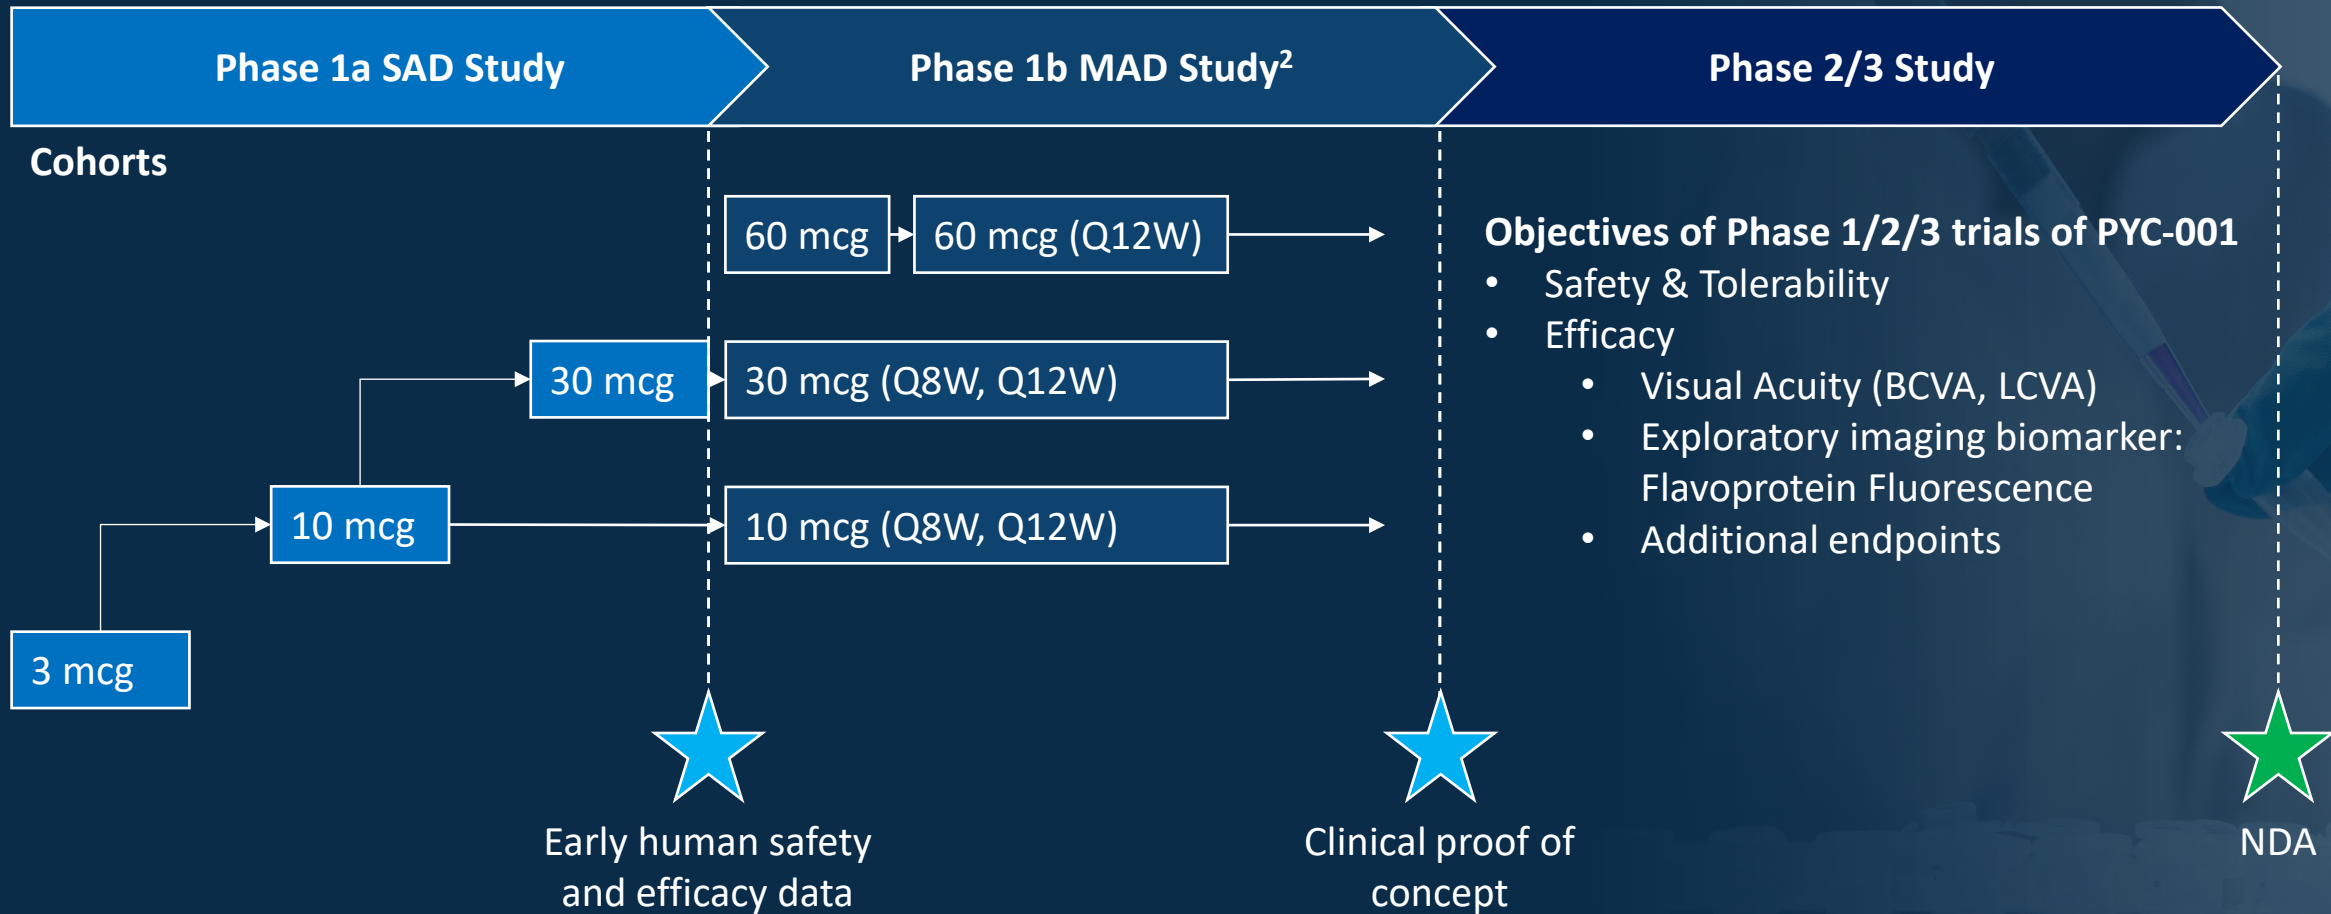 Phase 1a SAD Study
Phase 1b MAD Study²
Phase 2/3 Study
Cohorts
60 mcg
60 mcg (Q12W)
30 mcg
30 mcg (Q8W, Q12W)
10 mcg
10 mcg (Q8W, Q12W)
3 mcg
Objectives of Phase 1/2/3 trials of PYC-001
• Safety & Tolerability
• Efficacy
• Visual Acuity (BCVA, LCVA)
• Exploratory imaging biomarker:
Flavoprotein Fluorescence
• Additional endpoints
Early human safety
and efficacy data
Clinical proof of
concept
NDA